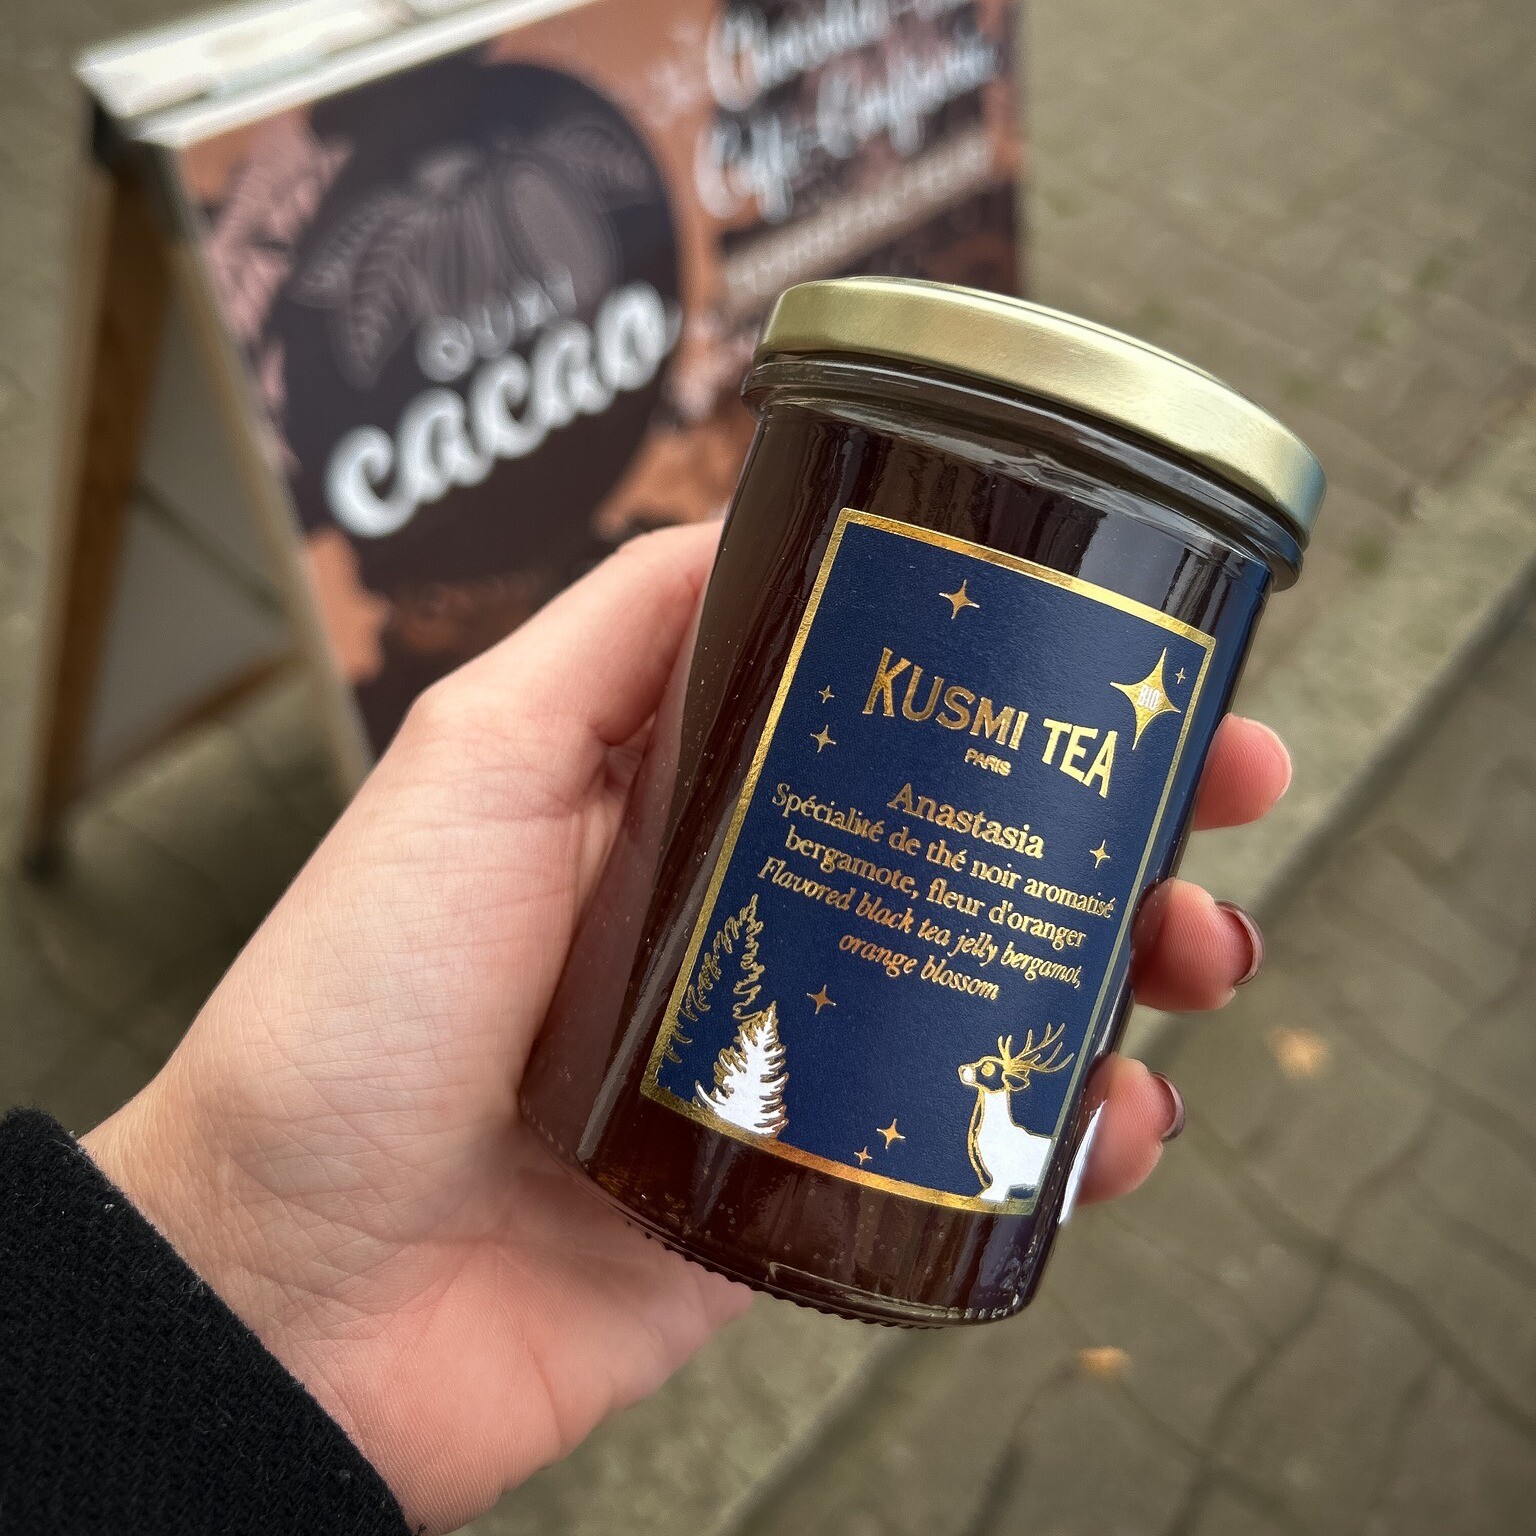 cacao
KUSMI TEA
BIO
PARIS
Anastasia
Spécialité de thé noir aromatisé
bergamote, fleur d'oranger
Flavored black tea jelly bergamot,
orange blossom